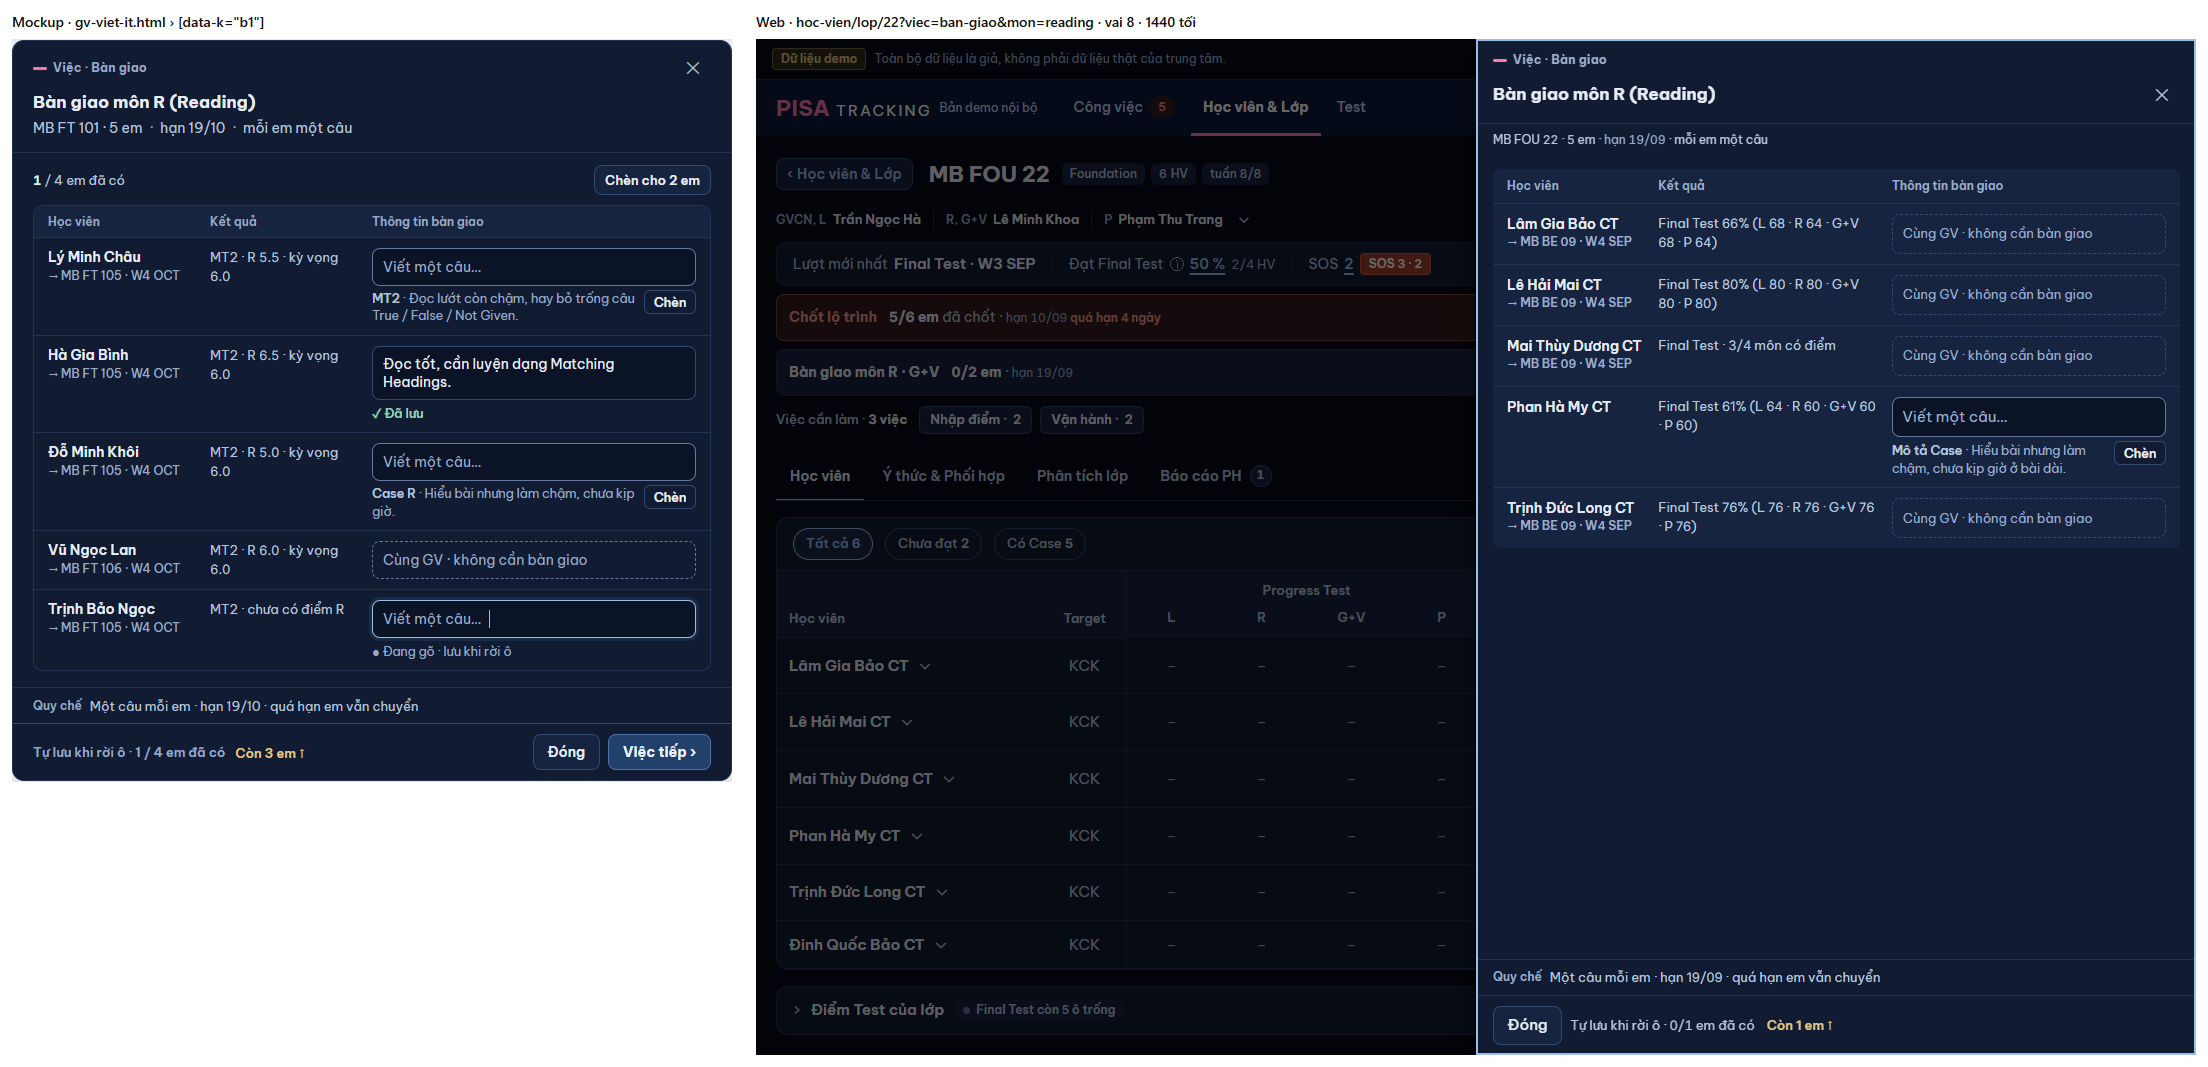 Mockup · gv-viet-it.html › [data-k="b1"]
Việc · Bàn giao
Bàn giao môn R (Reading)
MB FT 101 · 5 em · hạn 19/10 · mỗi em một câu
1 / 4 em đã có
Chèn cho 2 em
Học viên Kết quả Thông tin bàn giao
Lý Minh Châu
→ MB FT 105 · W4 OCT
MT2 · R 5.5 · kỳ vọng
6.0
Viết một câu...
MT2 · Đọc lướt còn chậm, hay bỏ trống câu
True / False / Not Given.
Chèn
Hà Gia Bình
→ MB FT 105 · W4 OCT
MT2 · R 6.5 · kỳ vọng
6.0
Đọc tốt, cần luyện dạng Matching
Headings.
✓ Đã lưu
Đỗ Minh Khôi
→ MB FT 105 · W4 OCT
MT2 · R 5.0 · kỳ vọng
6.0
Viết một câu...
Case R · Hiểu bài nhưng làm chậm, chưa kịp
giờ.
Chèn
Vũ Ngọc Lan
→ MB FT 106 · W4 OCT
MT2 · R 6.0 · kỳ vọng
6.0
Cùng GV · không cần bàn giao
Trịnh Bảo Ngọc
→ MB FT 105 · W4 OCT
MT2 · chưa có điểm R
Viết một câu...
● Đang gõ · lưu khi rời ô
Quy chế Một câu mỗi em · hạn 19/10 · quá hạn em vẫn chuyển
Tự lưu khi rời ô · 1 / 4 em đã có Còn 3 em ↑
Đóng
Việc tiếp ›
Web · hoc-vien/lop/22?viec=ban-giao&mon=reading · vai 8 · 1440 tối
Dữ liệu demo Toàn bộ dữ liệu là giả, không phải dữ liệu thật của trung tâm.
PISA TRACKING Bản demo nội bộ Công việc 5 Học viên & Lớp Test
‹ Học viên & Lớp MB FOU 22 Foundation 6 HV tuần 8/8
GVCN, L Trần Ngọc Hà R, G+V Lê Minh Khoa P Phạm Thu Trang
Lượt mới nhất Final Test · W3 SEP Đạt Final Test ⓘ 50 % 2/4 HV SOS 2 SOS 3 · 2
Chốt lộ trình 5/6 em đã chốt · hạn 10/09 quá hạn 4 ngày
Bàn giao môn R · G+V 0/2 em · hạn 19/09
Việc cần làm · 3 việc Nhập điểm · 2 Vận hành · 2
Học viên Ý thức & Phối hợp Phân tích lớp Báo cáo PH 1
Tất cả 6 Chưa đạt 2 Có Case 5
Progress Test
Học viên Target L R G+V P
Lâm Gia Bảo CT KCK – – – –
Lê Hải Mai CT KCK – – – –
Mai Thùy Dương CT KCK – – – –
Phan Hà My CT KCK – – – –
Trịnh Đức Long CT KCK – – – –
Đinh Quốc Bảo CT KCK – – – –
› Điểm Test của lớp ● Final Test còn 5 ô trống
Việc · Bàn giao
Bàn giao môn R (Reading)
MB FOU 22 · 5 em · hạn 19/09 · mỗi em một câu
Học viên Kết quả Thông tin bàn giao
Lâm Gia Bảo CT
→ MB BE 09 · W4 SEP
Final Test 66% (L 68 · R 64 · G+V
68 · P 64)
Cùng GV · không cần bàn giao
Lê Hải Mai CT
→ MB BE 09 · W4 SEP
Final Test 80% (L 80 · R 80 · G+V
80 · P 80)
Cùng GV · không cần bàn giao
Mai Thùy Dương CT
→ MB BE 09 · W4 SEP
Final Test · 3/4 môn có điểm
Cùng GV · không cần bàn giao
Phan Hà My CT
Final Test 61% (L 64 · R 60 · G+V 60
· P 60)
Viết một câu...
Mô tả Case · Hiểu bài nhưng làm
chậm, chưa kịp giờ ở bài dài.
Chèn
Trịnh Đức Long CT
→ MB BE 09 · W4 SEP
Final Test 76% (L 76 · R 76 · G+V 76
· P 76)
Cùng GV · không cần bàn giao
Quy chế Một câu mỗi em · hạn 19/09 · quá hạn em vẫn chuyển
Đóng
Tự lưu khi rời ô · 0/1 em đã có Còn 1 em ↑